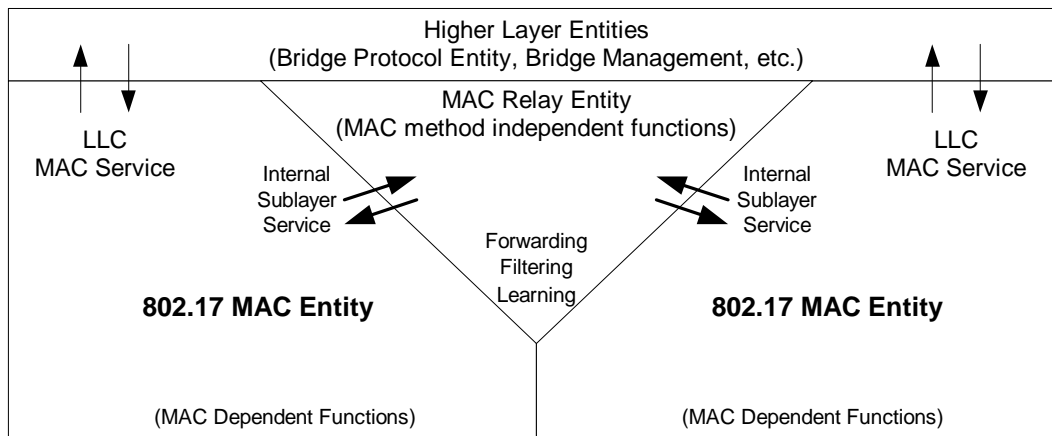 Higher Layer Entities
(Bridge Protocol Entity, Bridge Management, etc.)
MAC Relay Entity
(MAC method independent functions)
LLC
MAC Service
LLC
MAC Service
Internal
Sublayer
Service
Internal
Sublayer
Service
Forwarding
Filtering
Learning
802.17 MAC Entity
802.17 MAC Entity
(MAC Dependent Functions)
(MAC Dependent Functions)